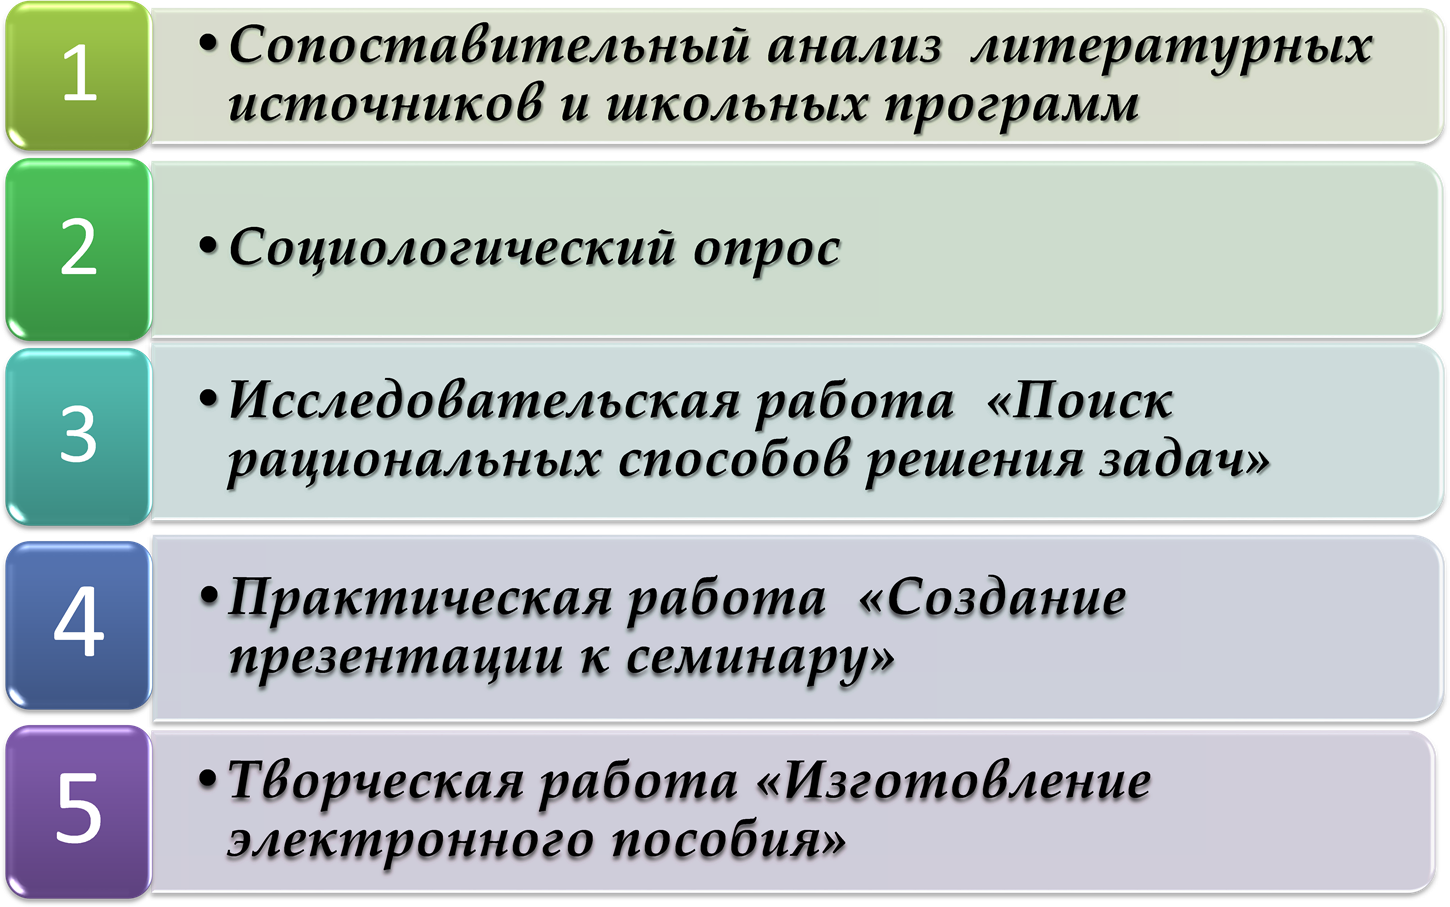 1
• Сопоставительный анализ литературных
источников и школьных программ
2
• Социологический опрос
3
• Исследовательская работа «Поиск
рациональных способов решения задач»
4
• Практическая работа «Создание
презентации к семинару»
5
• Творческая работа «Изготовление
электронного пособия»